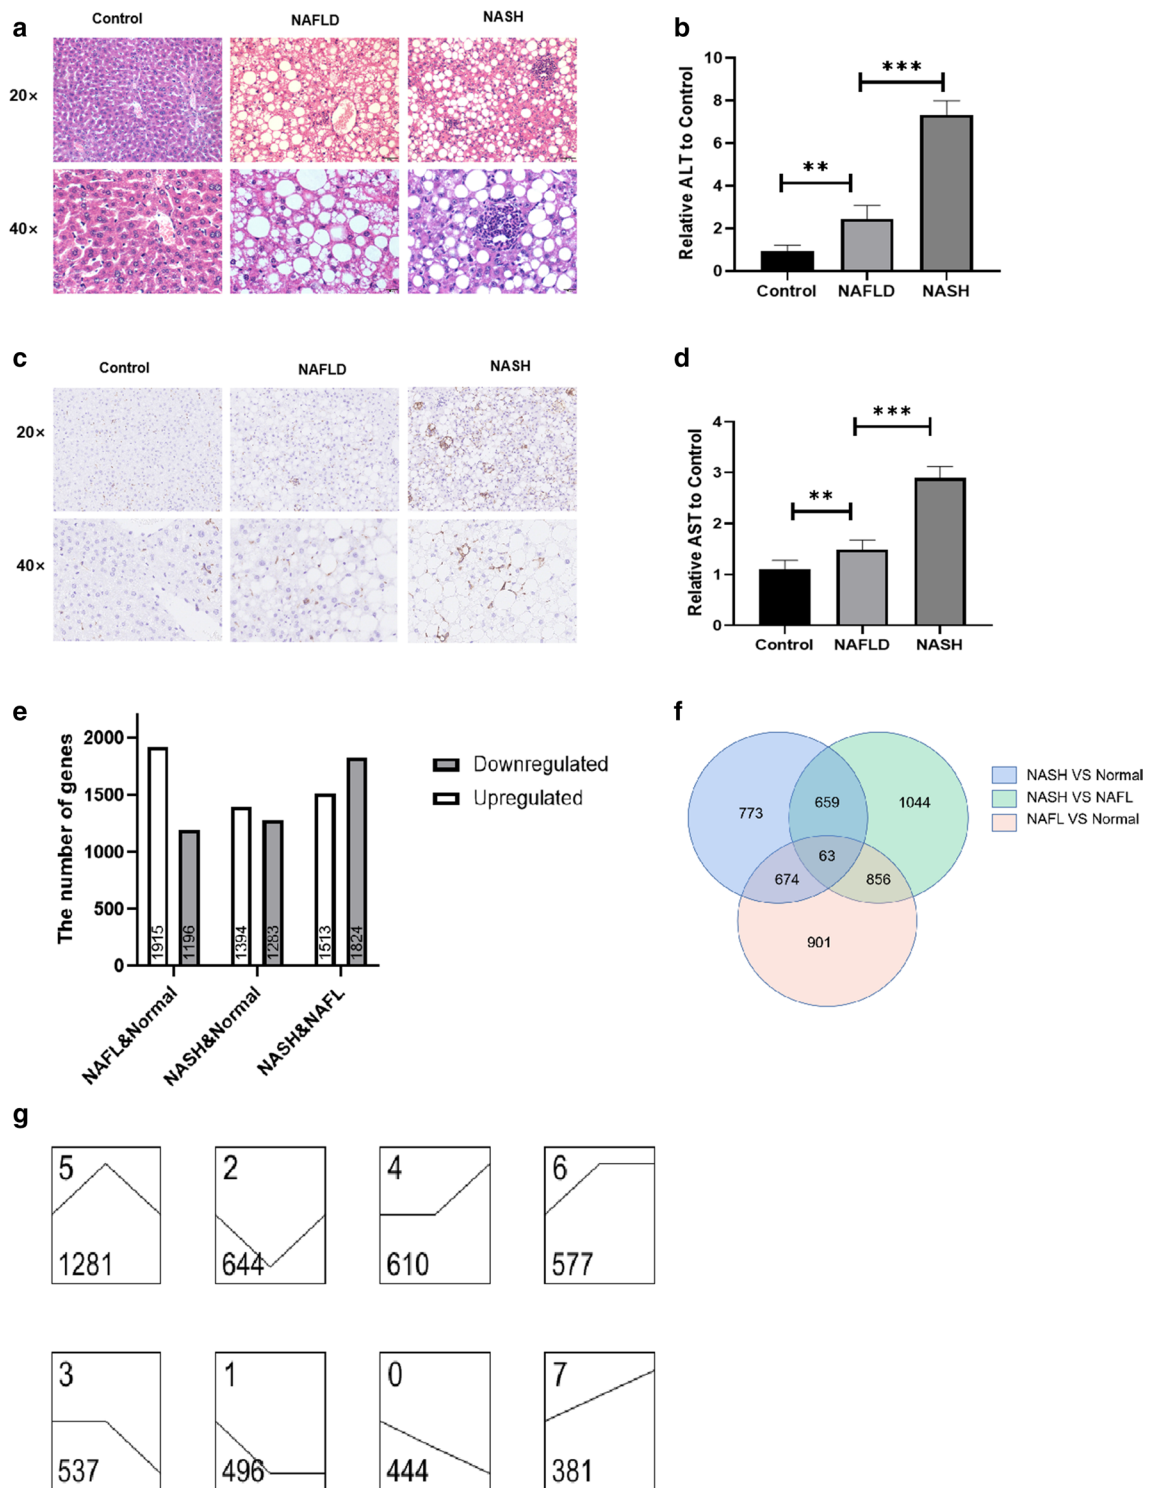 a
Control
NAFLD
NASH
20×
40×
b
Relative ALT to Control
10
8
6
4
2
0
**
***
Control
NAFLD
NASH
c
Control
NAFLD
NASH
20×
40×
d
Relative AST to Control
4
3
2
1
0
**
***
Control
NAFLD
NASH
e
The number of genes
2000
1500
1000
500
0
1915
1196
1394
1283
1513
1824
NAFL&Normal
NASH&Normal
NASH&NAFL
Downregulated
Upregulated
f
773
659
1044
63
674
856
901
NASH VS Normal
NASH VS NAFL
NAFL VS Normal
g
5
1281
2
644
4
610
6
577
3
537
1
496
0
444
7
381